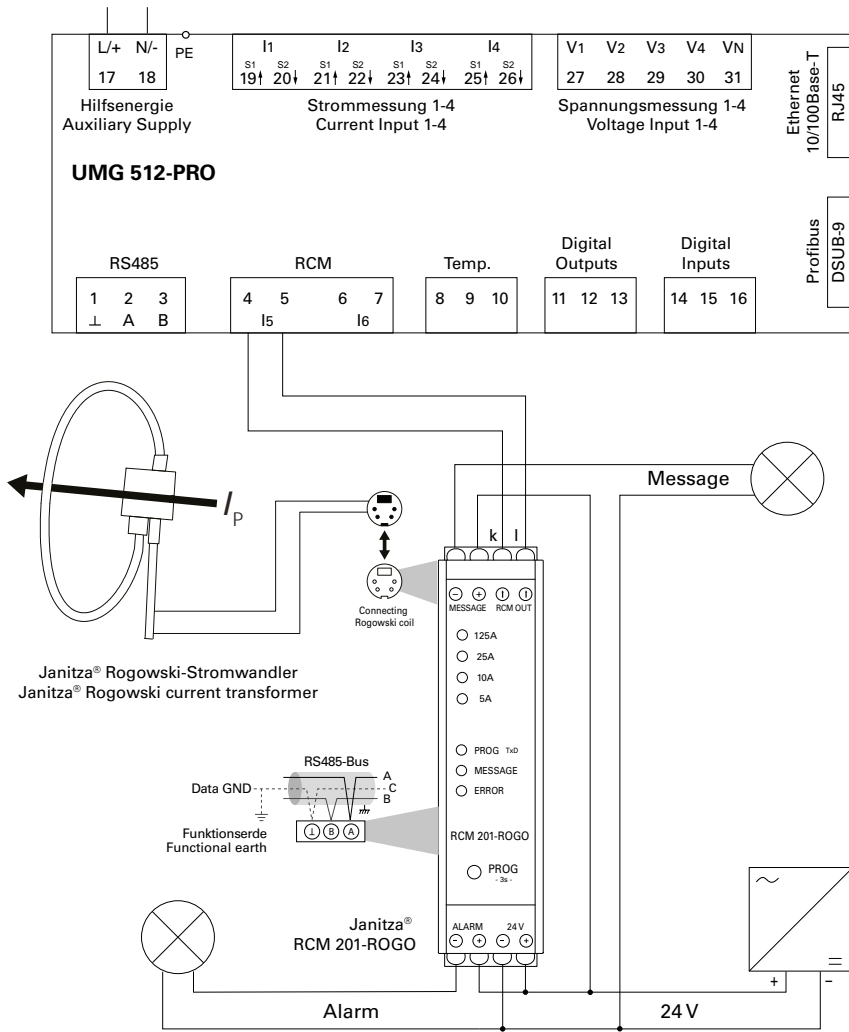 L/+ N/- PE
17 18
Hilfsenergie
Auxiliary Supply
I1 I2 I3 I4
S1 S2 S1 S2 S1 S2 S1 S2
19 20 21 22 23 24 25 26
Strommessung 1-4
Current Input 1-4
V1 V2 V3 V4 VN
27 28 29 30 31
Spannungsmessung 1-4
Voltage Input 1-4
Ethernet
10/100Base-T
RJ45
UMG 512-PRO
Profibus
DSUB-9
RS485
1 2 3
⊥ A B
RCM
4 5 6 7
I5 I6
Temp.
8 9 10
Digital
Outputs
11 12 13
Digital
Inputs
14 15 16
Message
IP
k l
Connecting
Rogowski coil
Janitza® Rogowski-Stromwandler
Janitza® Rogowski current transformer
- + I I
MESSAGE RCM OUT
125A
25A
10A
5A
PROG TxD
MESSAGE
ERROR
RCM 201-ROGO
PROG
- 3s -
ALARM 24 V
- + - +
RS485-Bus
A
C
B
Data GND
Funktionserde
Functional earth
⊥ B A
Janitza®
RCM 201-ROGO
+ -
Alarm
24 V